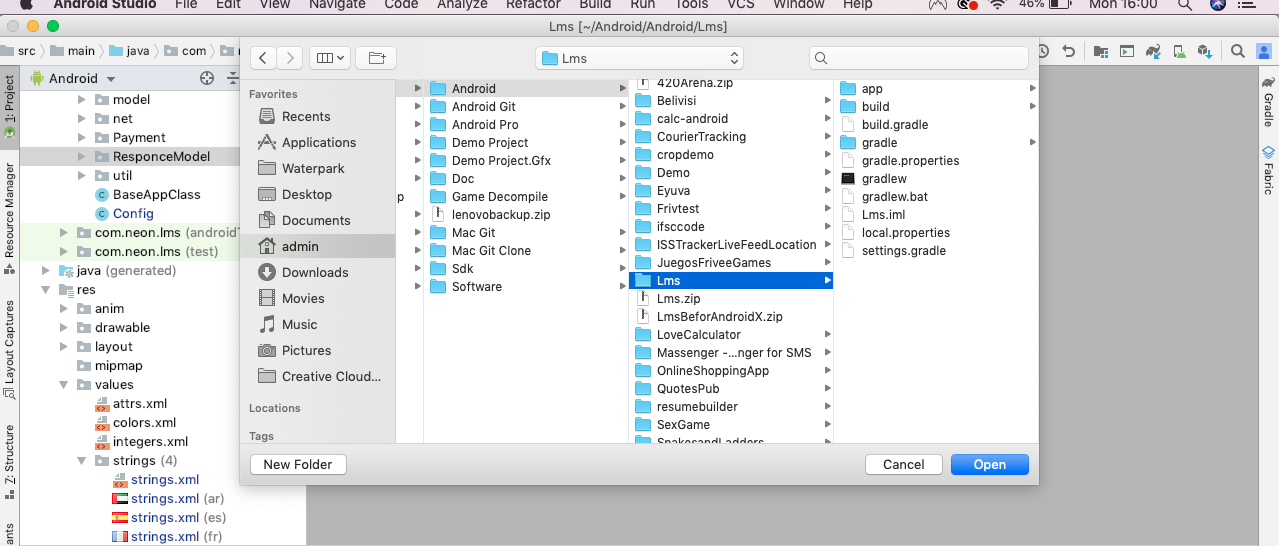 Android Studio File Edit View Navigate Code Analyze Refactor Build Run Tools VCS Window Help 46% Mon 16:00
Lms [~/Android/Android/Lms]
src main java com
Lms
Android
1: Project
Resource Manager
Layout Captures
Z: Structure
model
net
Payment
ResponceModel
util
BaseAppClass
Config
com.neon.lms (android
com.neon.lms (test)
java (generated)
res
anim
drawable
layout
mipmap
values
attrs.xml
colors.xml
integers.xml
strings (4)
strings.xml
strings.xml (ar)
strings.xml (es)
strings.xml (fr)
Favorites
Recents
Applications
Waterpark
Desktop
Documents
admin
Downloads
Movies
Music
Pictures
Creative Cloud...
Locations
Tags
p
Android
Android Git
Android Pro
Demo Project
Demo Project.Gfx
Doc
Game Decompile
lenovobackup.zip
Mac Git
Mac Git Clone
Sdk
Software
420Arena.zip
Belivisi
calc-android
CourierTracking
cropdemo
Demo
Eyuva
Frivtest
ifsccode
ISSTrackerLiveFeedLocation
JuegosFriveeGames
Lms
Lms.zip
LmsBeforAndroidX.zip
LoveCalculator
Massenger -...nger for SMS
OnlineShoppingApp
QuotesPub
resumebuilder
SexGame
SnakesandLadders
app
build
build.gradle
gradle
gradle.properties
gradlew
gradlew.bat
Lms.iml
local.properties
settings.gradle
New Folder
Cancel
Open
Gradle
Fabric